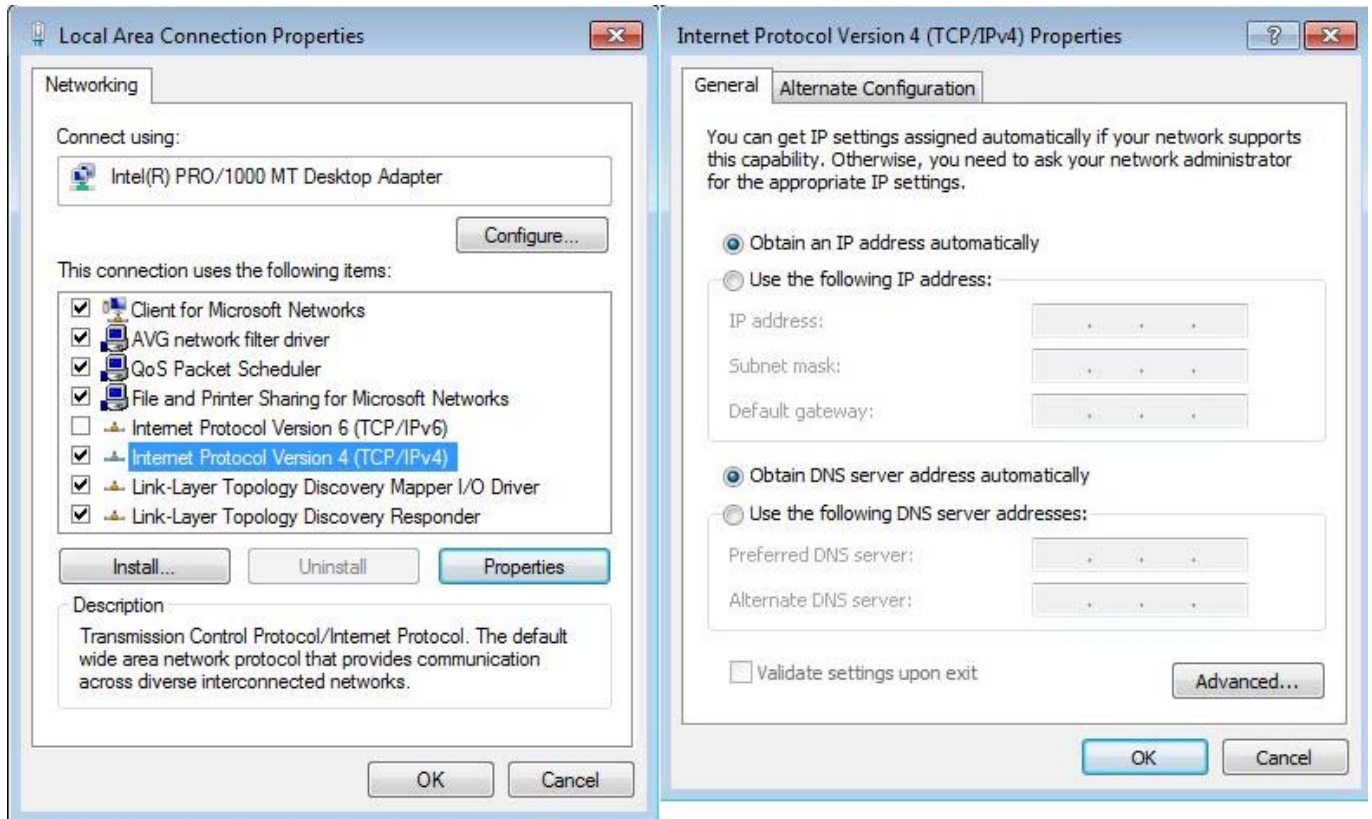 Local Area Connection Properties
Networking
Connect using:
Intel(R) PRO/1000 MT Desktop Adapter
Configure...
This connection uses the following items:
Client for Microsoft Networks
AVG network filter driver
QoS Packet Scheduler
File and Printer Sharing for Microsoft Networks
Internet Protocol Version 6 (TCP/IPv6)
Internet Protocol Version 4 (TCP/IPv4)
Link-Layer Topology Discovery Mapper I/O Driver
Link-Layer Topology Discovery Responder
Install...
Uninstall
Properties
Description
Transmission Control Protocol/Internet Protocol. The default
wide area network protocol that provides communication
across diverse interconnected networks.
OK
Cancel
Internet Protocol Version 4 (TCP/IPv4) Properties
General
Alternate Configuration
You can get IP settings assigned automatically if your network supports
this capability. Otherwise, you need to ask your network administrator
for the appropriate IP settings.
Obtain an IP address automatically
Use the following IP address:
IP address:
Subnet mask:
Default gateway:
Obtain DNS server address automatically
Use the following DNS server addresses:
Preferred DNS server:
Alternate DNS server:
Validate settings upon exit
Advanced...
OK
Cancel